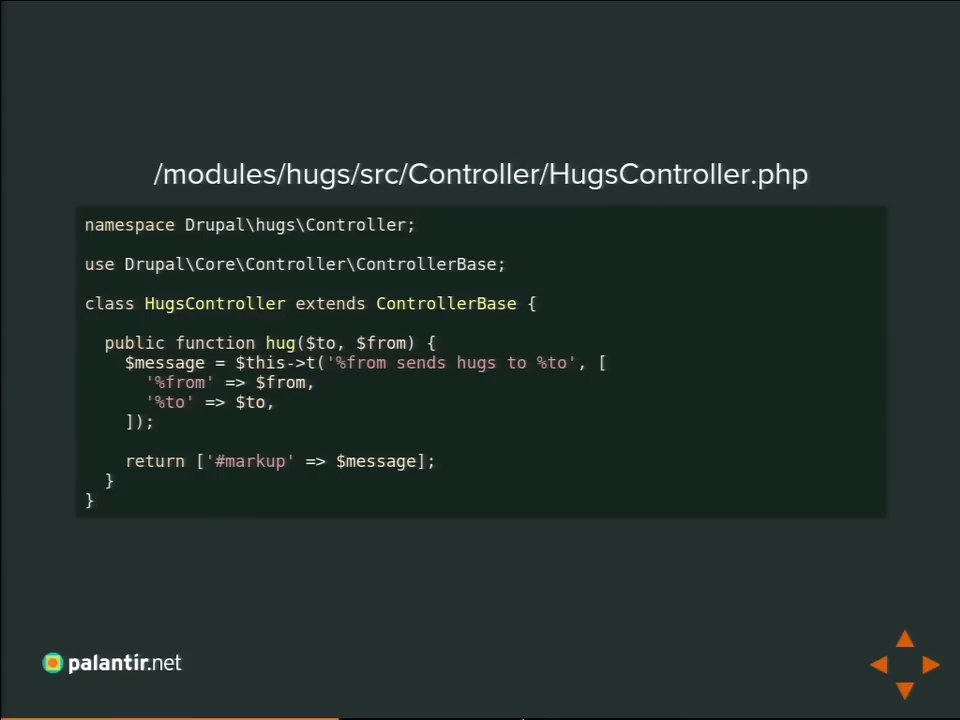 /modules/hugs/src/Controller/HugsController.php
namespace Drupal\hugs\Controller;
use Drupal\Core\Controller\ControllerBase;
class HugsController extends ControllerBase {
public function hug($to, $from) {
$message = $this->t('%from sends hugs to %to', [
'%from' => $from,
'%to' => $to,
]);
return ['#markup' => $message];
}
}
palantir.net